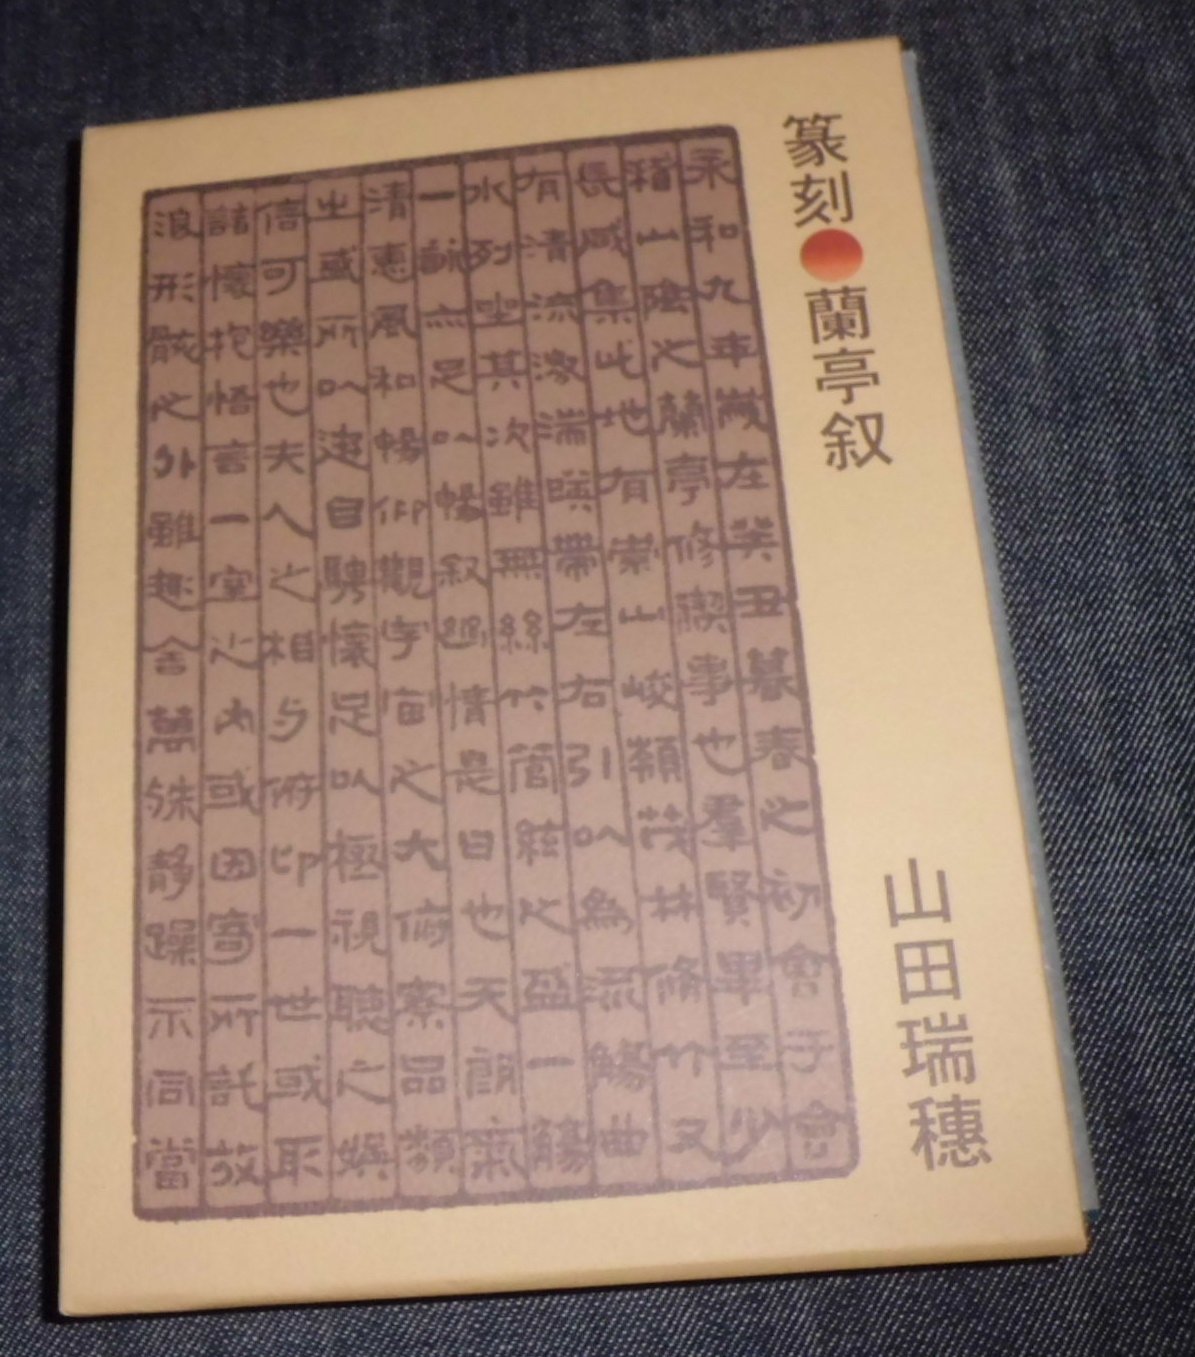 篆刻●蘭亭叙
山田瑞穂
永和九年歳在癸丑暮春之初會于會
稽山陰之蘭亭修禊事也羣賢畢至少
長咸集此地有崇山峻領茂林修竹又
有清流激湍暎帶左右引以為流觴曲
水列坐其次雖無絲竹管絃之盛一觴
一詠亦足以暢叙幽情是日也天朗氣
清惠風和暢仰觀宇宙之大俯察品類
之盛所以遊目騁懷足以極視聽之娛
信可樂也夫人之相与俯仰一世或取
諸懷抱悟言一室之内或因寄所託放
浪形骸之外雖趣舍萬殊静躁不同當